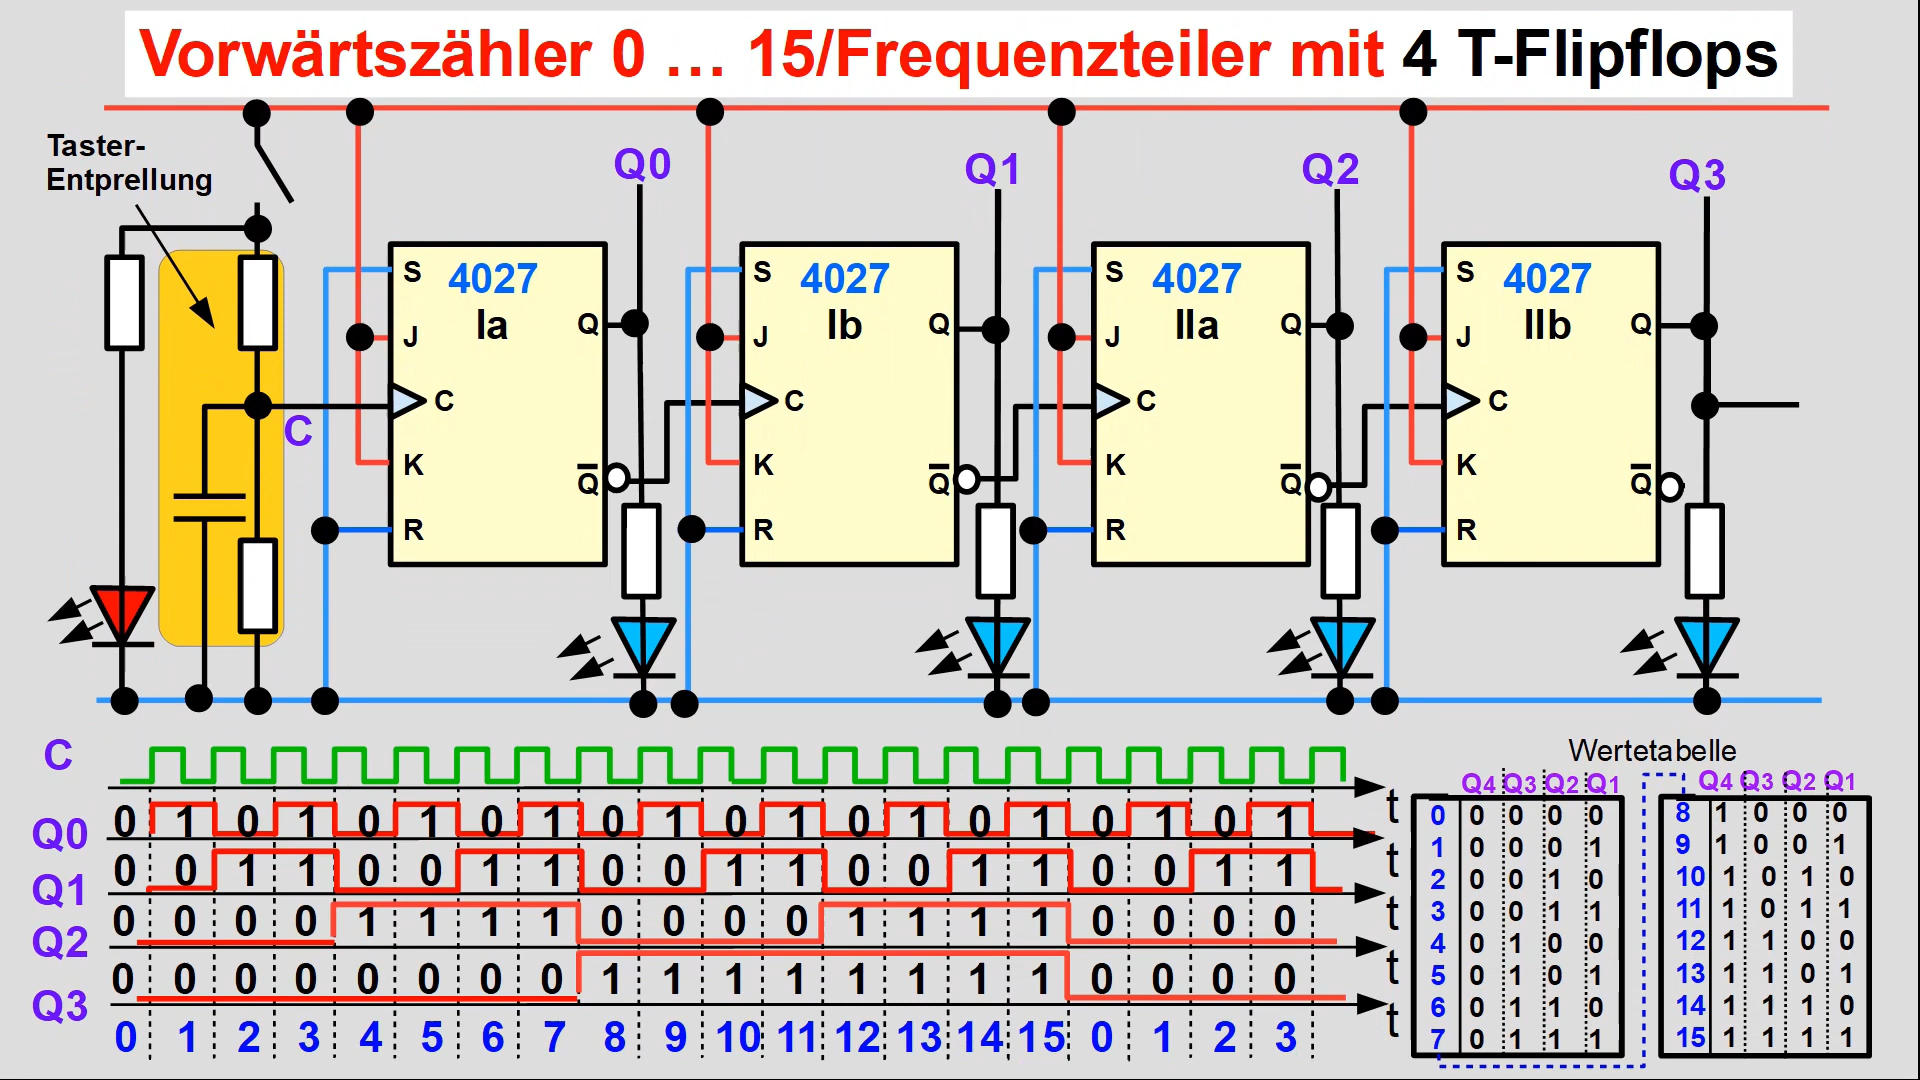 Vorwärtszähler 0 … 15/Frequenzteiler mit 4 T-Flipflops
Taster-
Entprellung
Q0
Q1
Q2
Q3
S
4027
Ia
J
Q
C
K
Q
R
S
4027
Ib
J
Q
C
K
Q
R
S
4027
IIa
J
Q
C
K
Q
R
S
4027
IIb
J
Q
C
K
Q
R
C
C
t
Q0 0 1 0 1 0 1 0 1 0 1 0 1 0 1 0 1 0 1 0 1
t
Q1 0 0 1 1 0 0 1 1 0 0 1 1 0 0 1 1 0 0 1 1
t
Q2 0 0 0 0 1 1 1 1 0 0 0 0 1 1 1 1 0 0 0 0
t
Q3 0 0 0 0 0 0 0 0 1 1 1 1 1 1 1 1 0 0 0 0
t
0 1 2 3 4 5 6 7 8 9 10 11 12 13 14 15 0 1 2 3
Wertetabelle
Q4 Q3 Q2 Q1
0 0 0 0 0
1 0 0 0 1
2 0 0 1 0
3 0 0 1 1
4 0 1 0 0
5 0 1 0 1
6 0 1 1 0
7 0 1 1 1
Q4 Q3 Q2 Q1
8 1 0 0 0
9 1 0 0 1
10 1 0 1 0
11 1 0 1 1
12 1 1 0 0
13 1 1 0 1
14 1 1 1 0
15 1 1 1 1